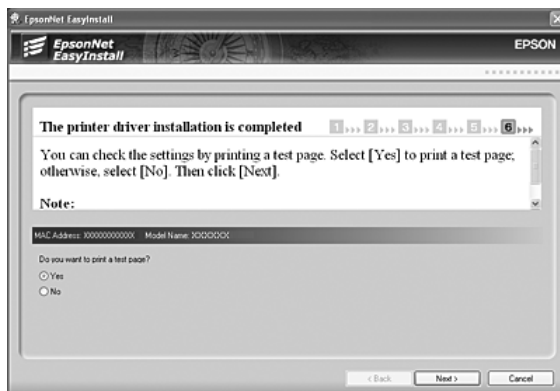 EpsonNet EasyInstall
EpsonNet
EasyInstall
EPSON
The printer driver installation is completed
1 2 3 4 5 6
You can check the settings by printing a test page. Select [Yes] to print a test page;
otherwise, select [No]. Then click [Next].
Note:
MAC Address: XXXXXXXXXXXX Model Name: XXXXXXX
Do you want to print a test page?
Yes
No
< Back
Next >
Cancel